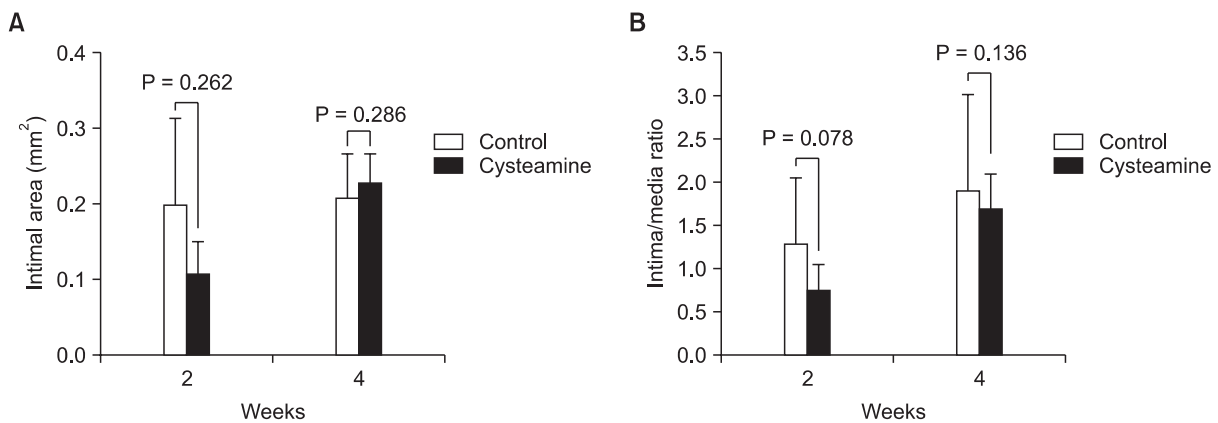 A
Intimal area (mm²)
0.4
0.3
0.2
0.1
0.0
P = 0.262
P = 0.286
Control
Cysteamine
2
4
Weeks
B
Intima/media ratio
3.5
3.0
2.5
2.0
1.5
1.0
0.5
0.0
P = 0.078
P = 0.136
Control
Cysteamine
2
4
Weeks